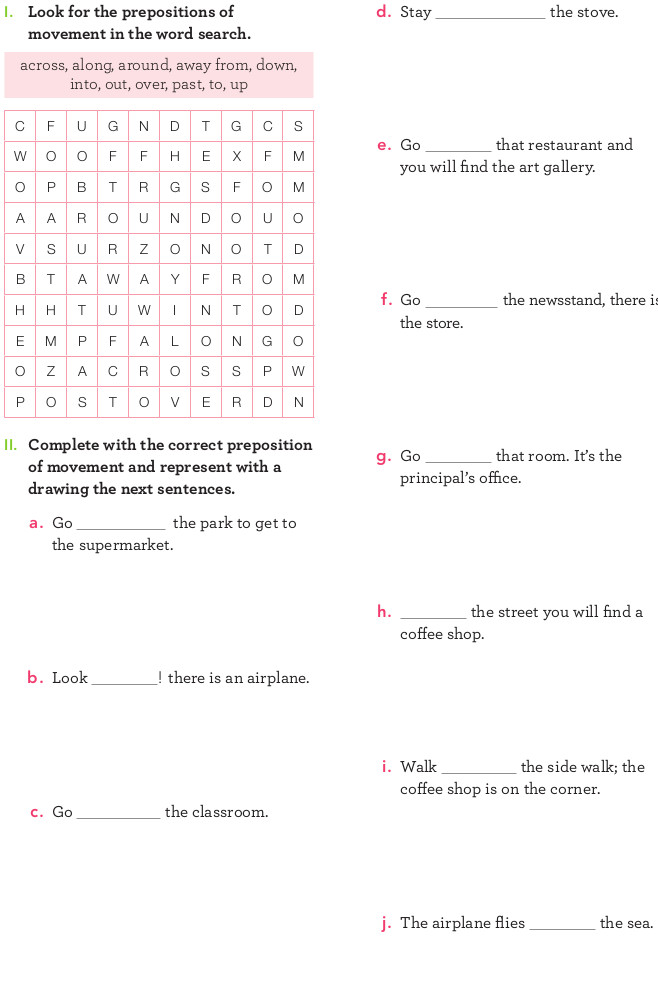 I. Look for the prepositions of
movement in the word search.
across, along, around, away from, down,
into, out, over, past, to, up
C F U G N D T G C S
W O O F F H E X F M
O P B T R G S F O M
A A R O U N D O U O
V S U R Z O N O T D
B T A W A Y F R O M
H H T U W I N T O D
E M P F A L O N G O
O Z A C R O S S P W
P O S T O V E R D N
II. Complete with the correct preposition
of movement and represent with a
drawing the next sentences.
a. Go ___________ the park to get to
the supermarket.
b. Look ________! there is an airplane.
c. Go __________ the classroom.
d. Stay _____________ the stove.
e. Go ________ that restaurant and
you will find the art gallery.
f. Go _________ the newsstand, there is
the store.
g. Go ________ that room. It's the
principal's office.
h. ________ the street you will find a
coffee shop.
i. Walk _________ the side walk; the
coffee shop is on the corner.
j. The airplane flies ________ the sea.